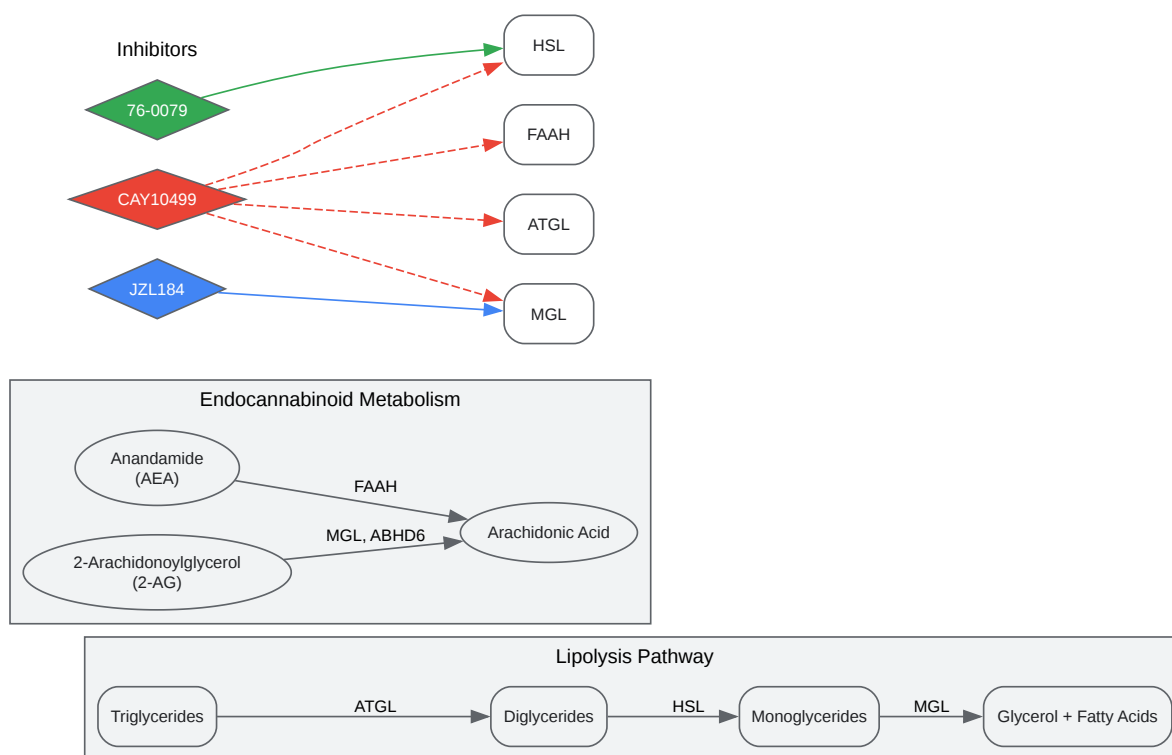 Inhibitors
76-0079
CAY10499
JZL184
HSL
FAAH
ATGL
MGL
Endocannabinoid Metabolism
Anandamide
(AEA)
FAAH
2-Arachidonoylglycerol
(2-AG)
MGL, ABHD6
Arachidonic Acid
Lipolysis Pathway
Triglycerides
ATGL
Diglycerides
HSL
Monoglycerides
MGL
Glycerol + Fatty Acids